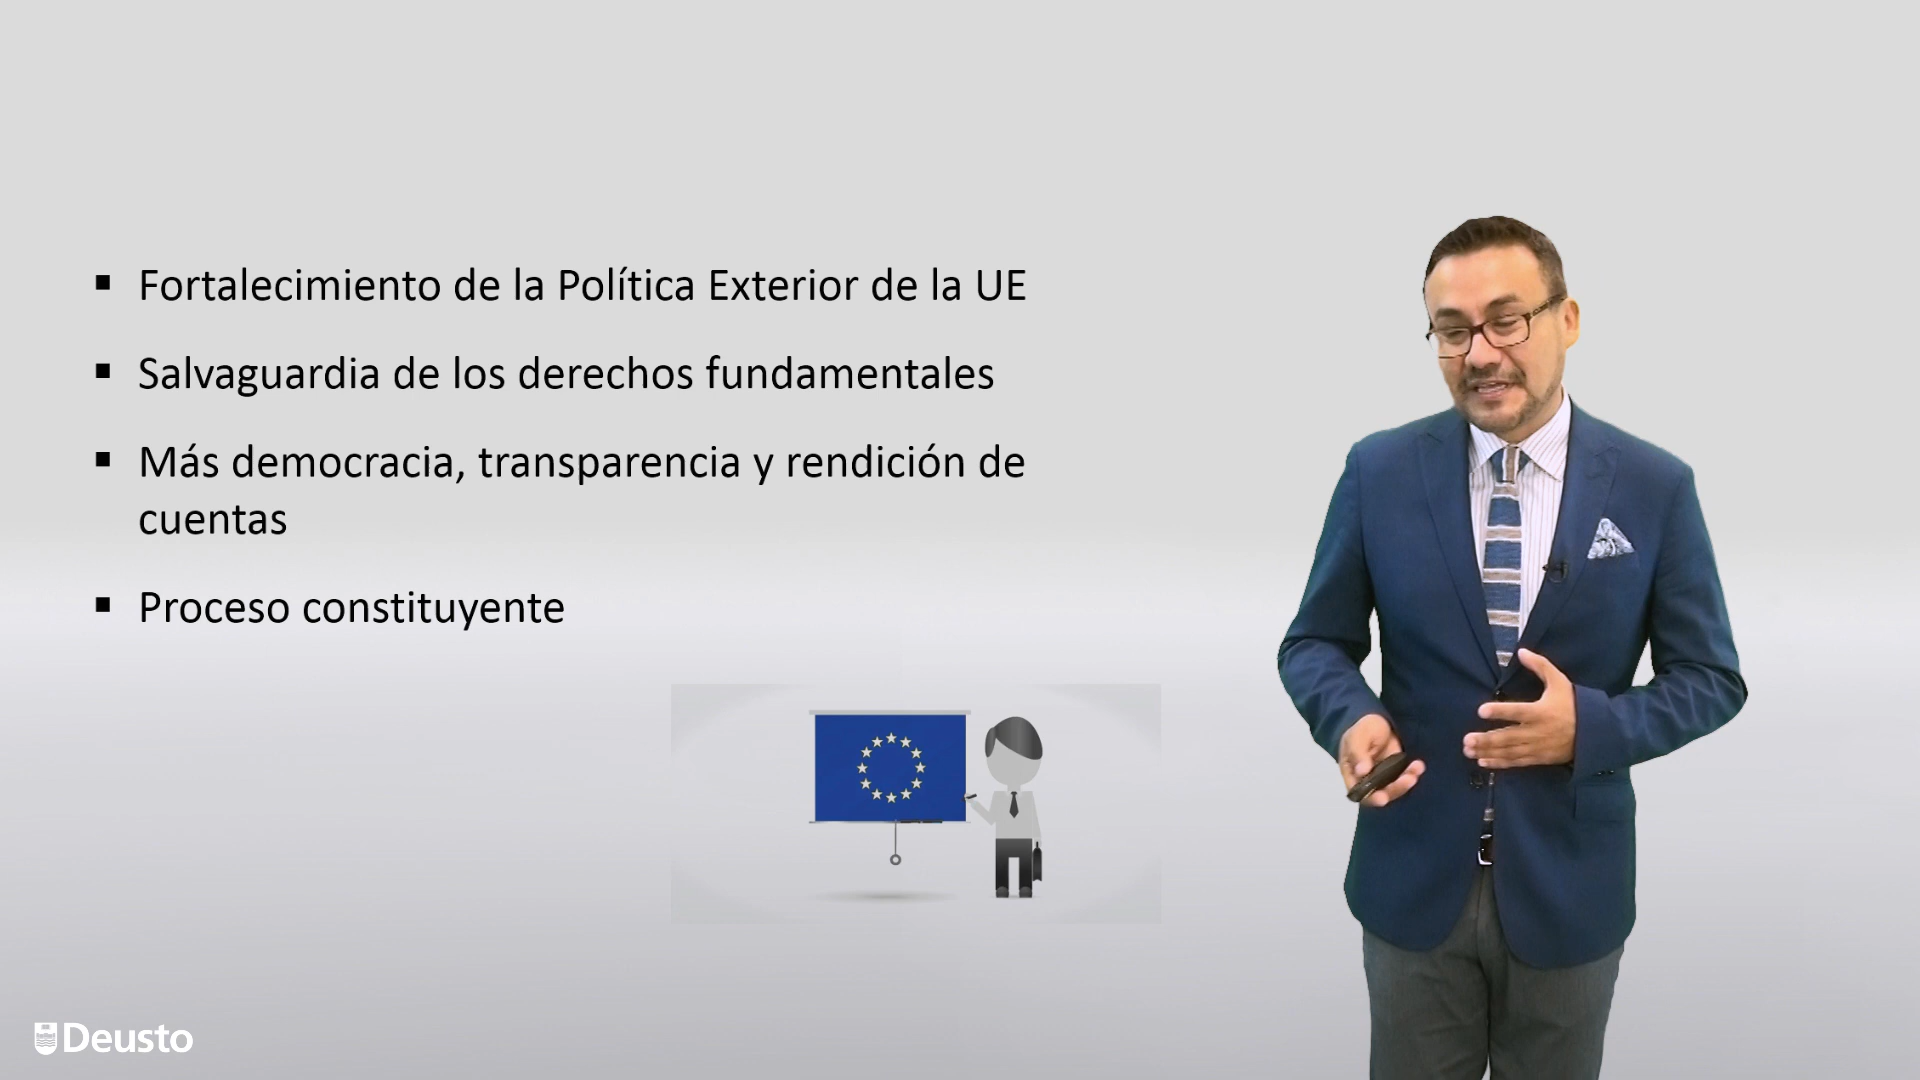 ▪ Fortalecimiento de la Política Exterior de la UE
▪ Salvaguardia de los derechos fundamentales
▪ Más democracia, transparencia y rendición de
cuentas
▪ Proceso constituyente
Deusto